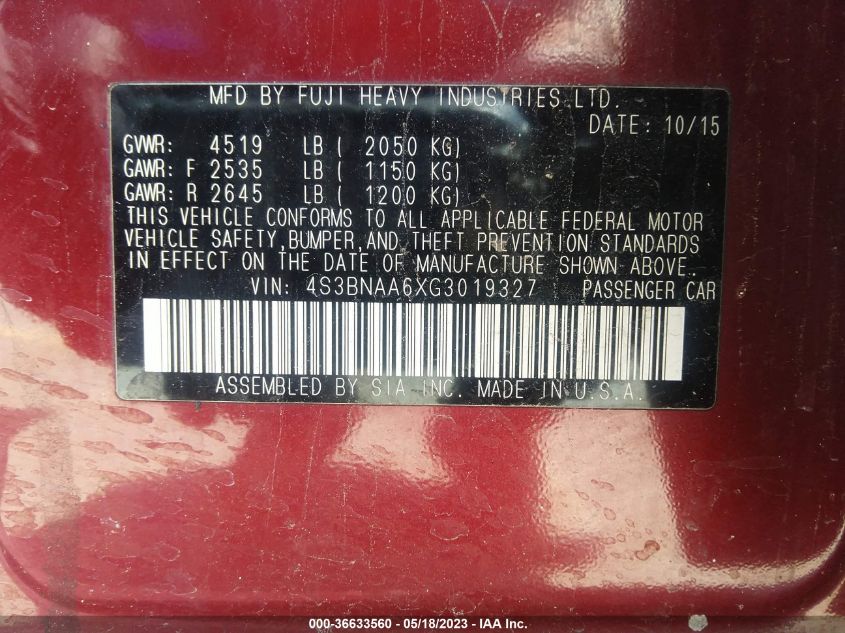 MFD BY FUJI HEAVY INDUSTRIES LTD.
DATE: 10/15
GVWR: 4519 LB ( 2050 KG)
GAWR: F 2535 LB ( 1150 KG)
GAWR: R 2645 LB ( 1200 KG)
THIS VEHICLE CONFORMS TO ALL APPLICABLE FEDERAL MOTOR
VEHICLE SAFETY,BUMPER,AND THEFT PREVENTION STANDARDS
IN EFFECT ON THE DATE OF MANUFACTURE SHOWN ABOVE.
VIN: 4S3BNAA6XG3019327 PASSENGER CAR
ASSEMBLED BY SIA INC. MADE IN U.S.A.
000-36633560 — 05/18/2023 — IAA Inc.